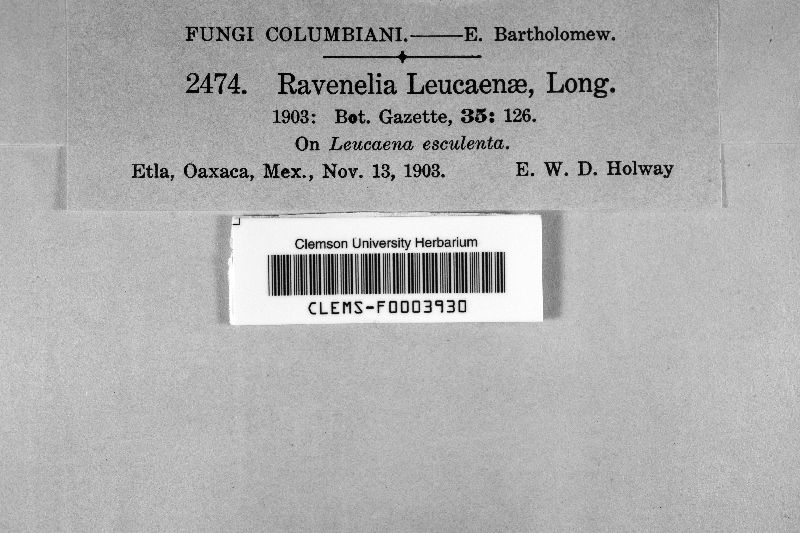 FUNGI COLUMBIANI.——E. Bartholomew.
2474. Ravenelia Leucaenæ, Long.
1903: Bot. Gazette, 35: 126.
On Leucaena esculenta.
Etla, Oaxaca, Mex., Nov. 13, 1903. E. W. D. Holway
Clemson University Herbarium
CLEMS-F0003930